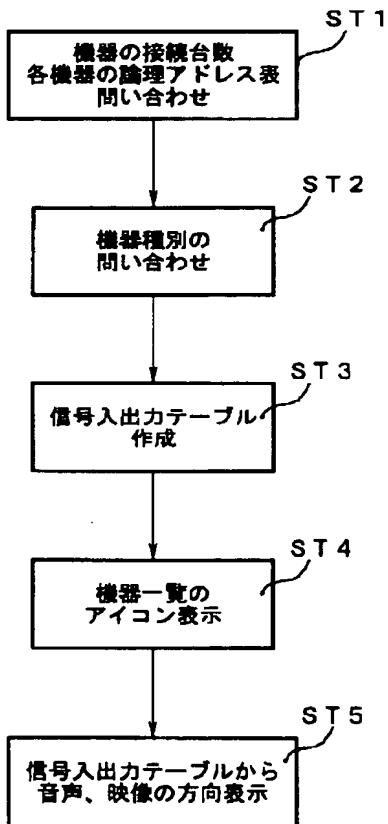 ST1
機器の接続台数
各機器の論理アドレス表
問い合わせ
ST2
機器種別の
問い合わせ
ST3
信号入出力テーブル
作成
ST4
機器一覧の
アイコン表示
ST5
信号入出力テーブルから
音声、映像の方向表示